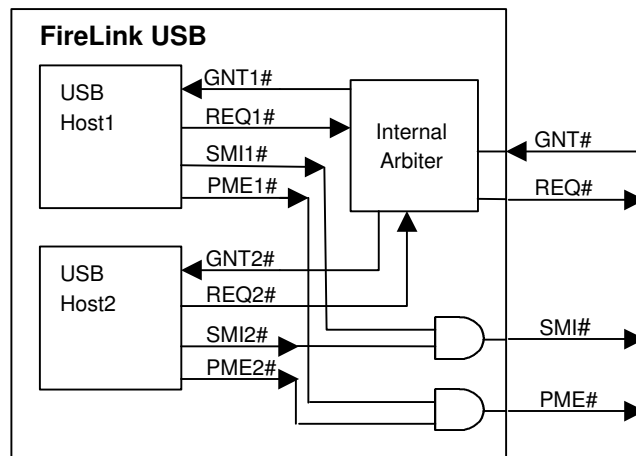 FireLink USB
USB
Host1
GNT1#
REQ1#
SMI1#
PME1#
Internal
Arbiter
GNT#
REQ#
USB
Host2
GNT2#
REQ2#
SMI2#
PME2#
SMI#
PME#